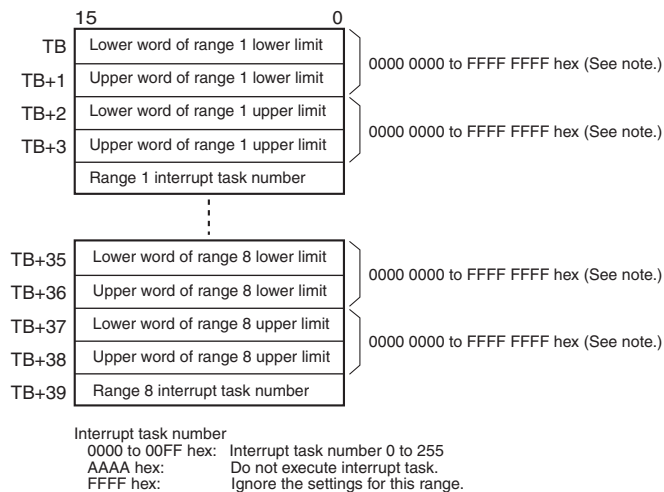 15 0
TB Lower word of range 1 lower limit
0000 0000 to FFFF FFFF hex (See note.)
TB+1 Upper word of range 1 lower limit
TB+2 Lower word of range 1 upper limit
0000 0000 to FFFF FFFF hex (See note.)
TB+3 Upper word of range 1 upper limit
Range 1 interrupt task number
TB+35 Lower word of range 8 lower limit
0000 0000 to FFFF FFFF hex (See note.)
TB+36 Upper word of range 8 lower limit
TB+37 Lower word of range 8 upper limit
0000 0000 to FFFF FFFF hex (See note.)
TB+38 Upper word of range 8 upper limit
TB+39 Range 8 interrupt task number
Interrupt task number
0000 to 00FF hex: Interrupt task number 0 to 255
AAAA hex: Do not execute interrupt task.
FFFF hex: Ignore the settings for this range.